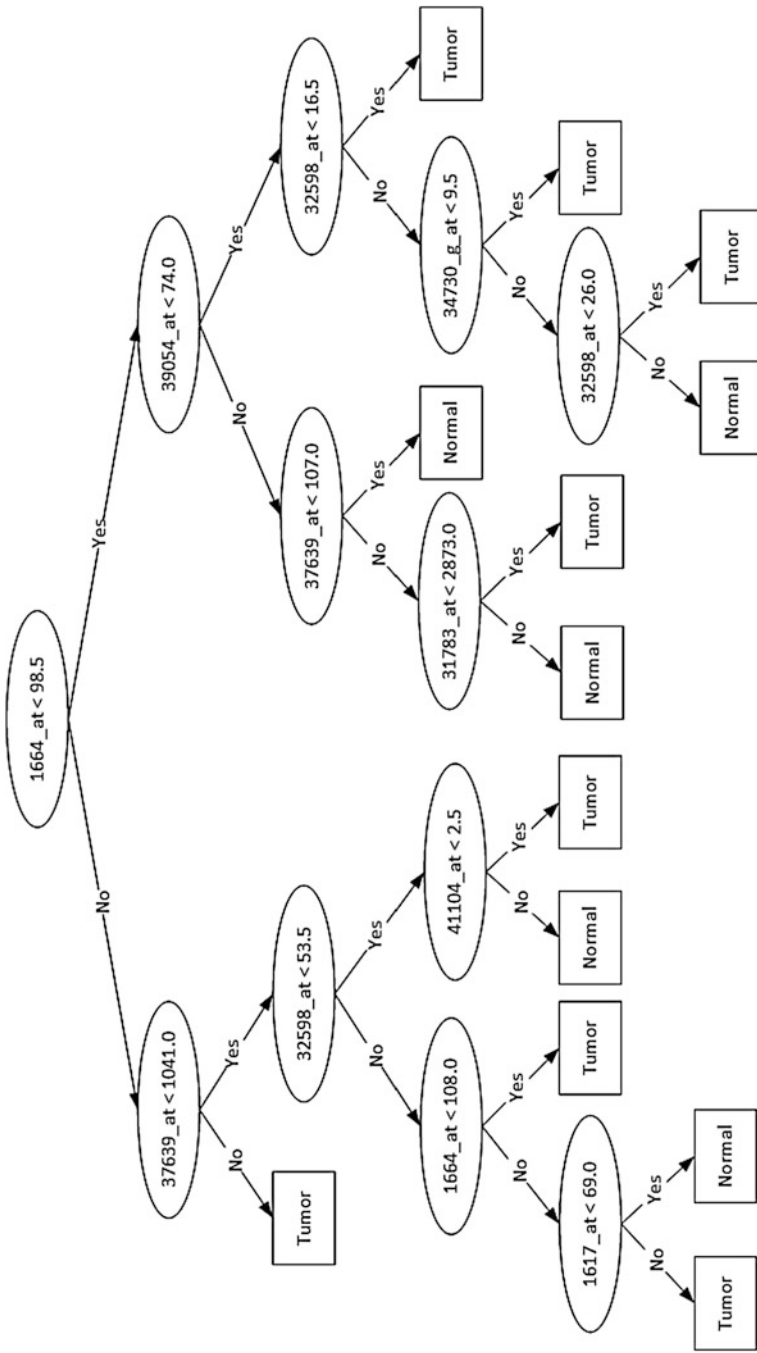 1664_at < 98.5
No
Yes
37639_at < 1041.0
39054_at < 74.0
No
Yes
No
Yes
Tumor
32598_at < 53.5
37639_at < 107.0
32598_at < 16.5
No
Yes
No
Yes
No
Yes
1664_at < 108.0
41104_at < 2.5
31783_at < 2873.0
Normal
34730_g_at < 9.5
Tumor
No
Yes
No
Yes
No
Yes
No
Yes
1617_at < 69.0
Tumor
Normal
Tumor
Normal
Tumor
32598_at < 26.0
Tumor
No
Yes
No
Yes
Tumor
Normal
Normal
Tumor